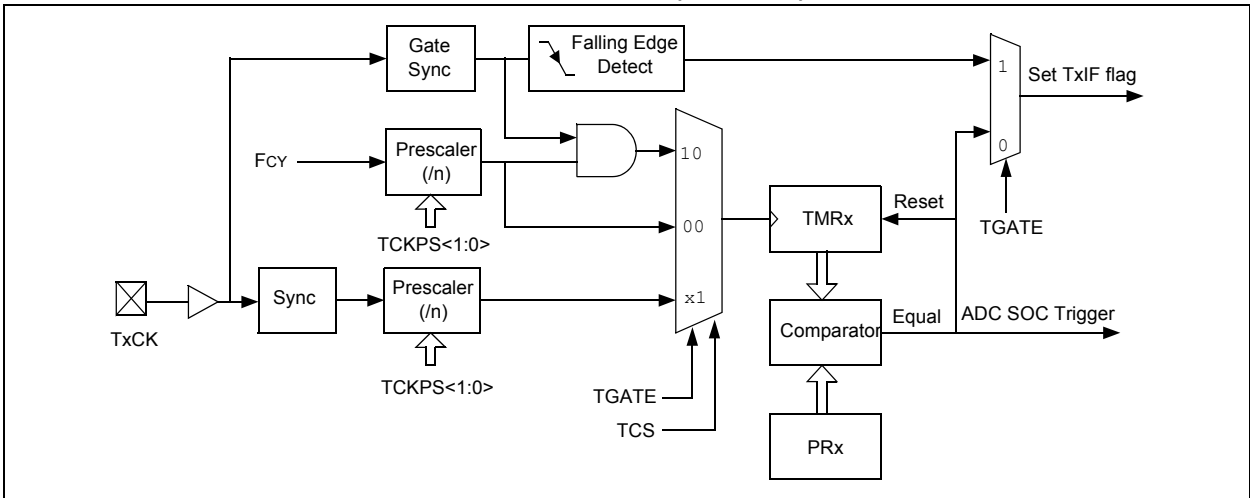 Gate
Sync
Falling Edge
Detect
1
Set TxIF flag
0
TGATE
FCY
Prescaler
(/n)
TCKPS<1:0>
10
00
x1
TMRx
Reset
TxCK
Sync
Prescaler
(/n)
TCKPS<1:0>
Comparator
Equal
ADC SOC Trigger
TGATE
TCS
PRx